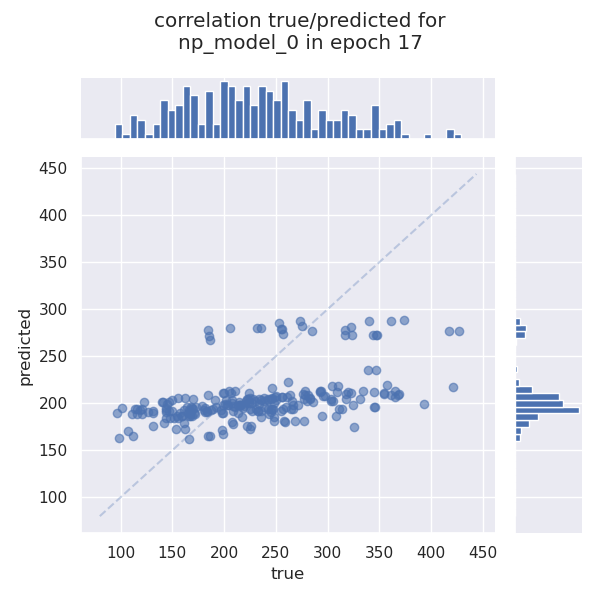 correlation true/predicted for
np_model_0 in epoch 17
450
400
350
300
250
200
150
100
predicted
100 150 200 250 300 350 400 450
true